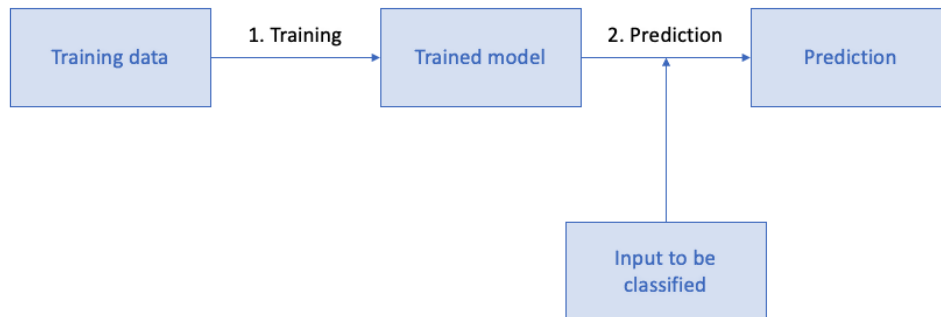 1. Training
2. Prediction
Training data
Trained model
Prediction
Input to be
classified